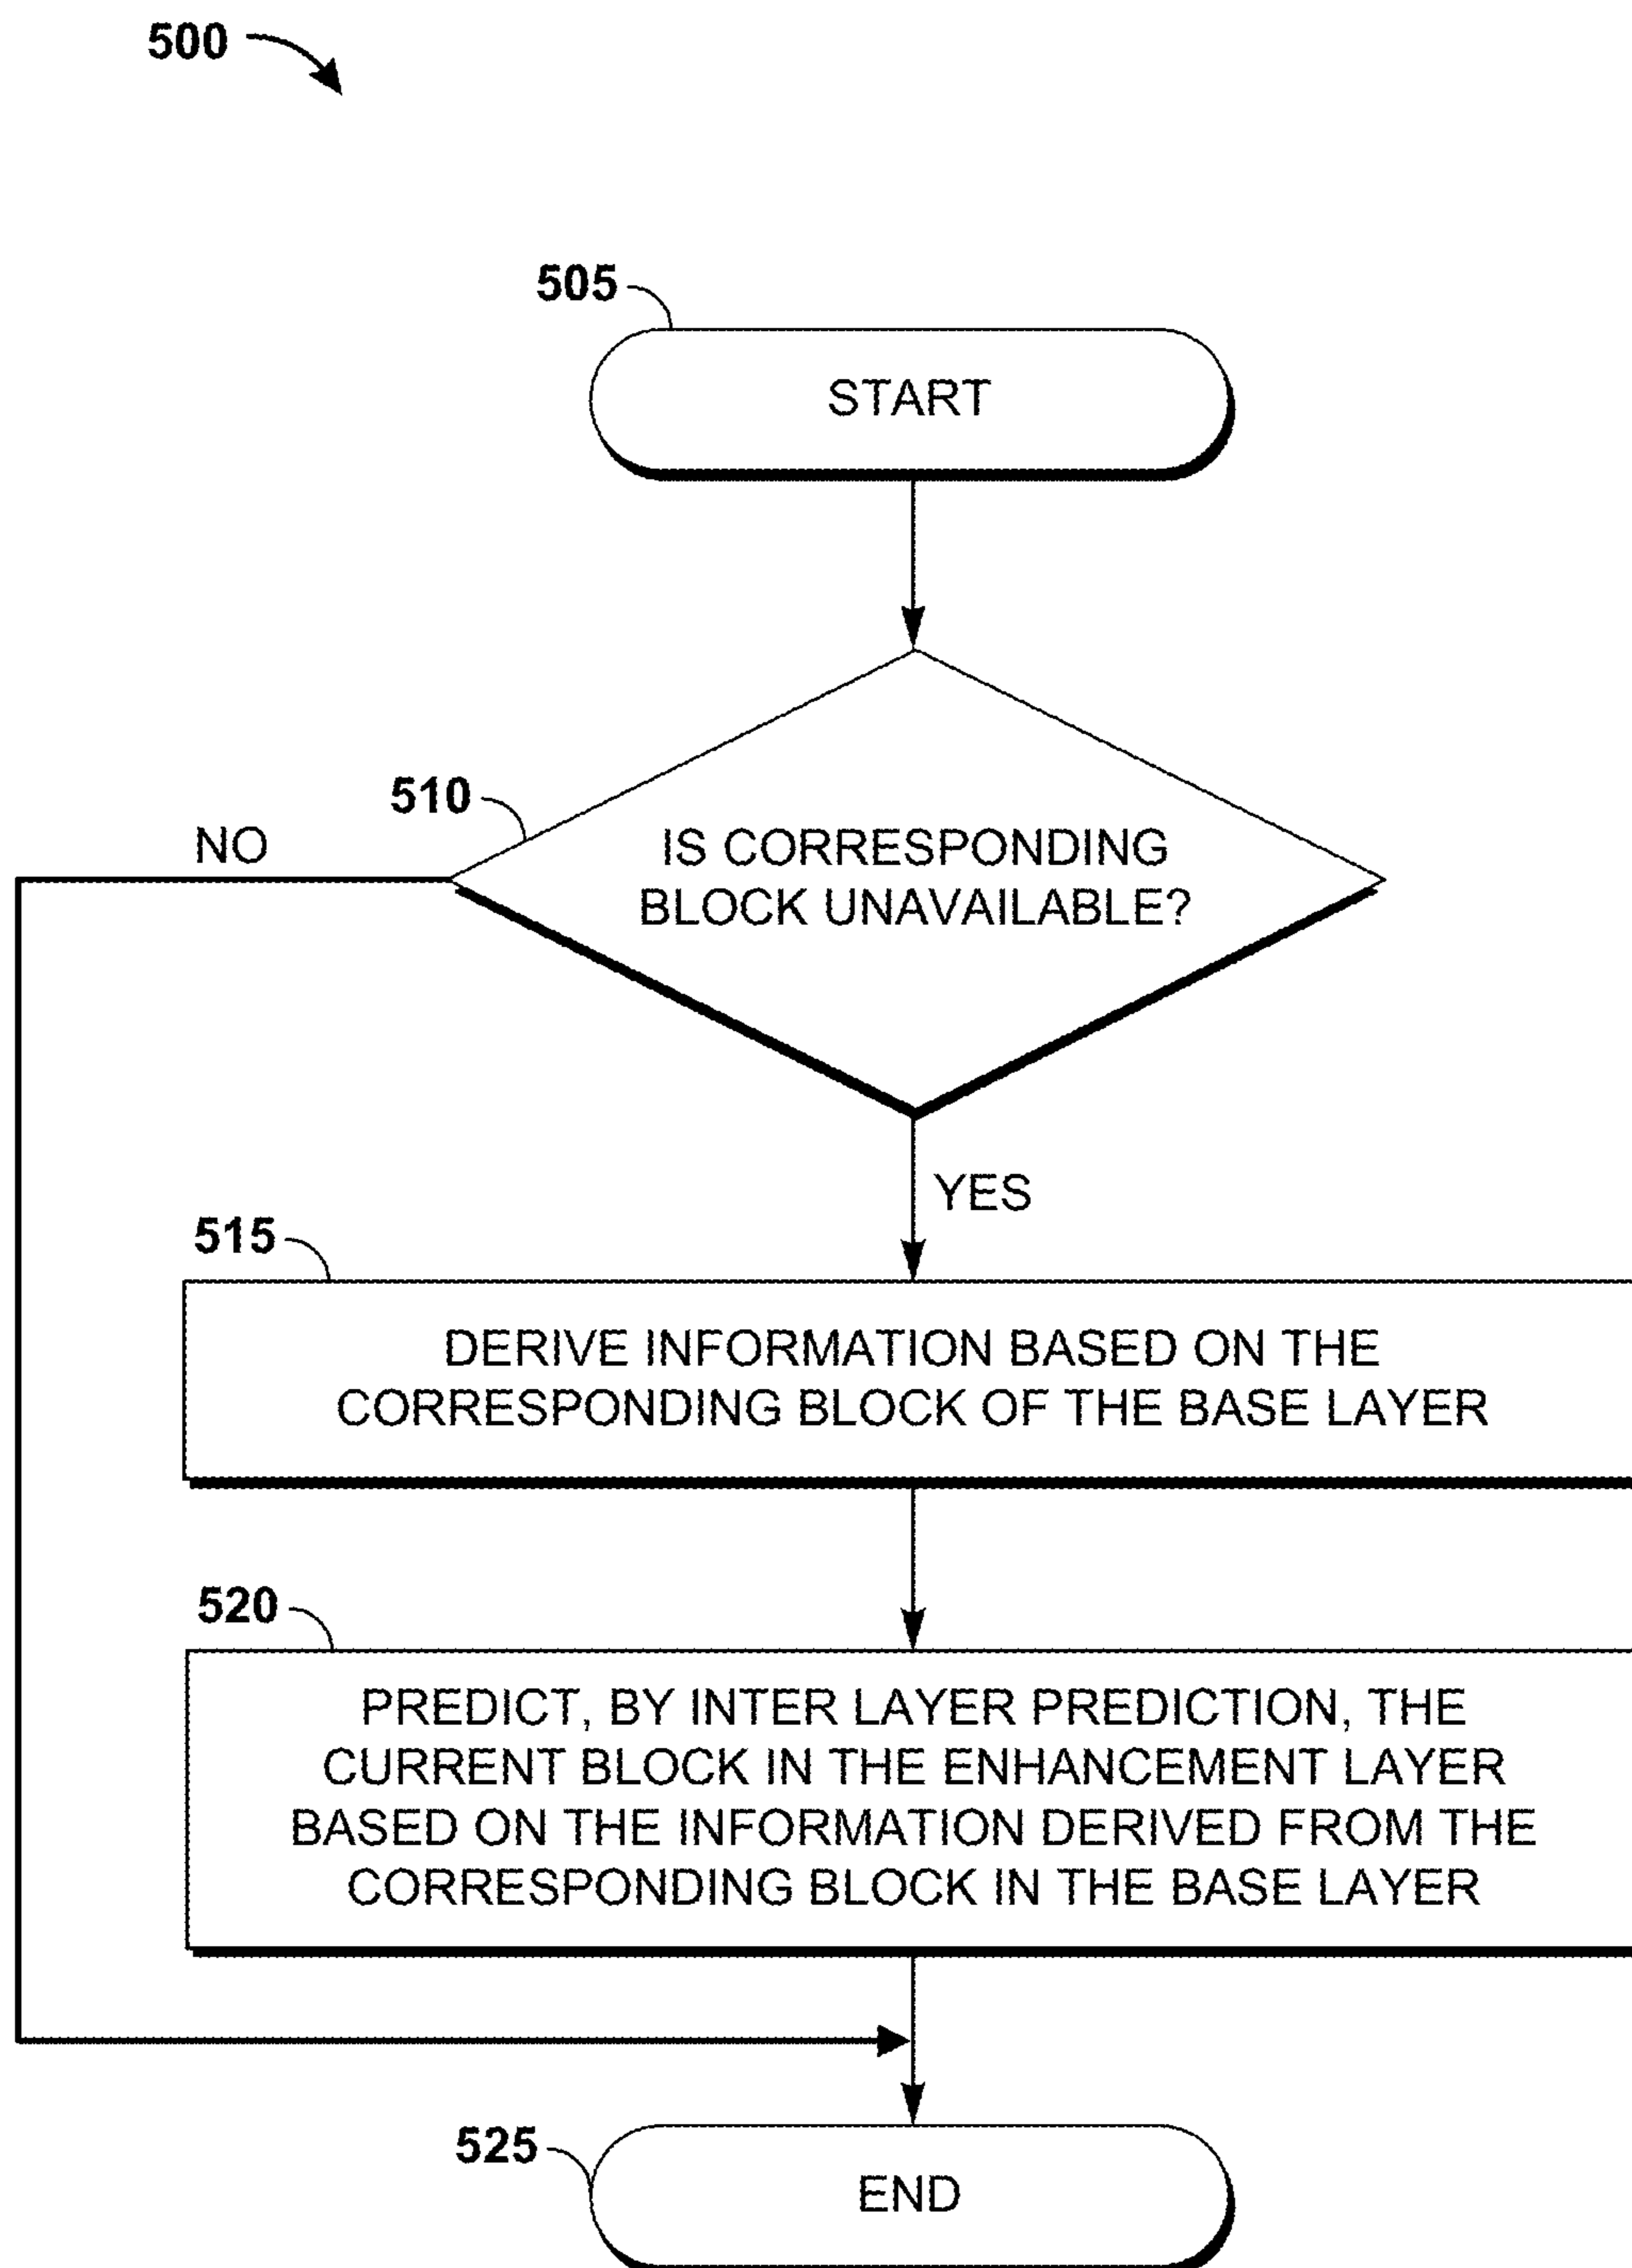 500
505
START
510
NO
IS CORRESPONDING
BLOCK UNAVAILABLE?
YES
515
DERIVE INFORMATION BASED ON THE
CORRESPONDING BLOCK OF THE BASE LAYER
520
PREDICT, BY INTER LAYER PREDICTION, THE
CURRENT BLOCK IN THE ENHANCEMENT LAYER
BASED ON THE INFORMATION DERIVED FROM THE
CORRESPONDING BLOCK IN THE BASE LAYER
525
END